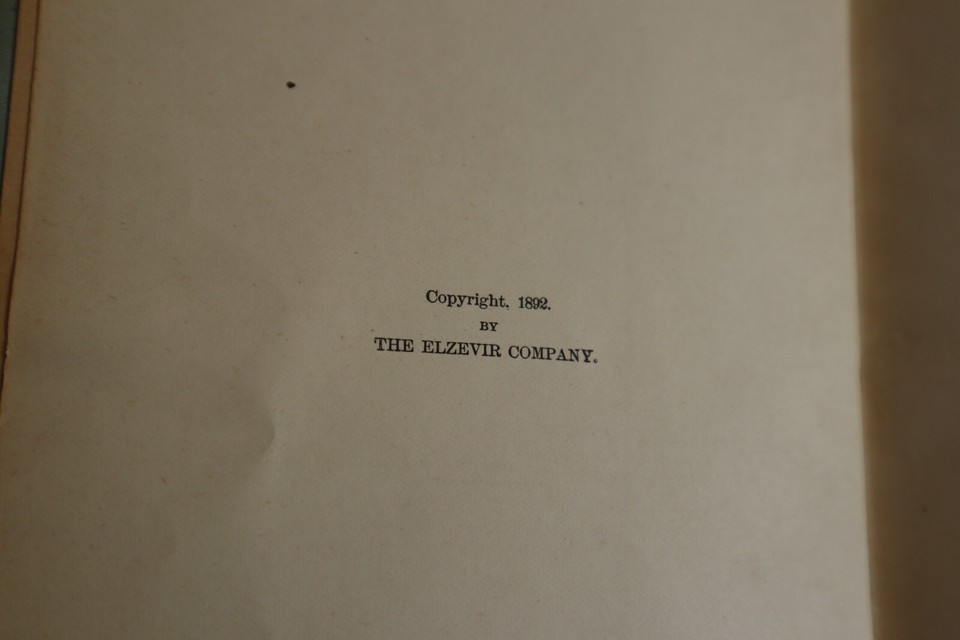 Copyright, 1892.
BY
THE ELZEVIR COMPANY.